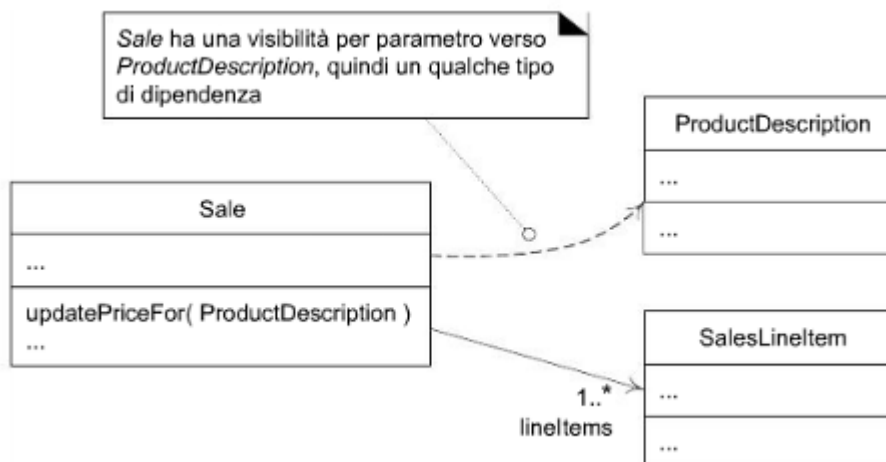 Sale ha una visibilità per parametro verso
ProductDescription, quindi un qualche tipo
di dipendenza
ProductDescription
...
...
Sale
...
updatePriceFor( ProductDescription )
...
SalesLineItem
...
...
1..*
lineItems